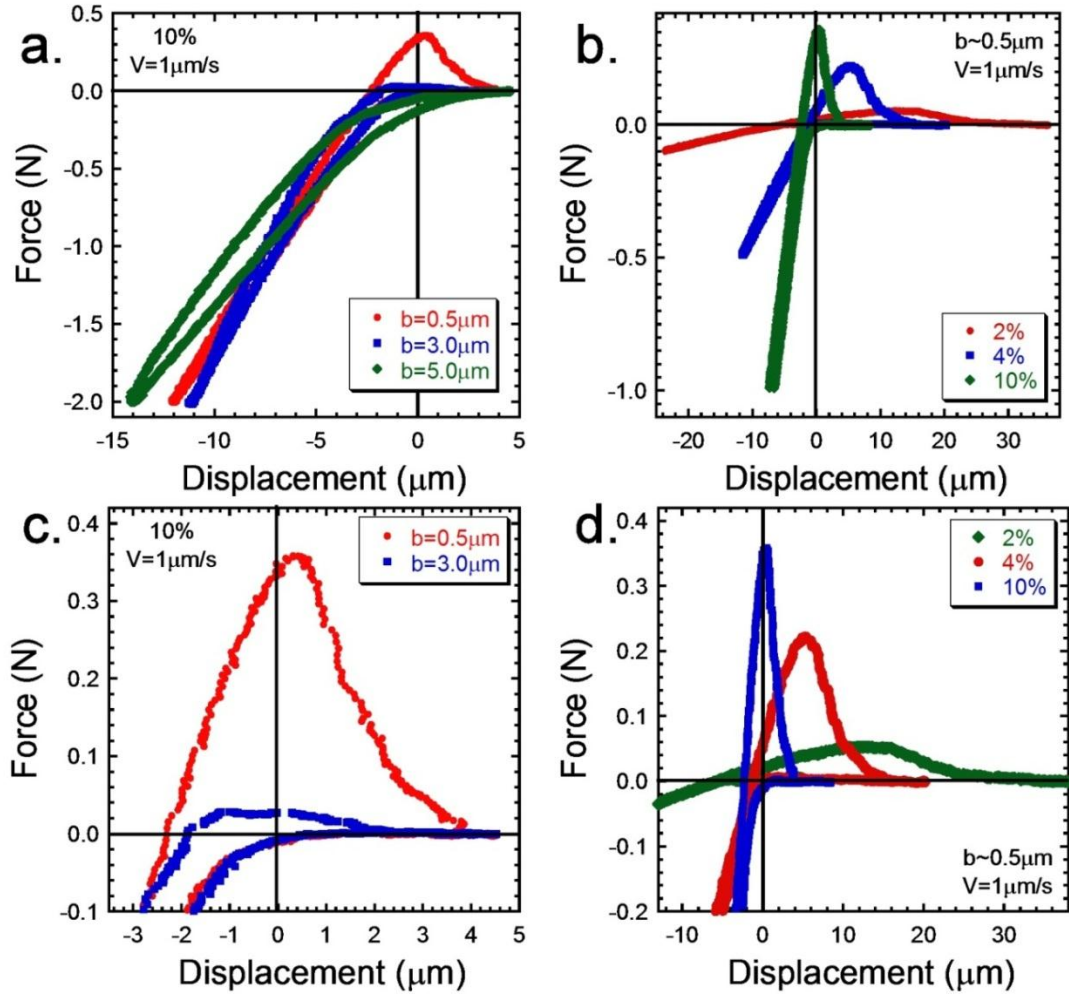 a.
10%
V=1μm/s
Force (N)
0.5
0.0
-0.5
-1.0
-1.5
-2.0
b=0.5μm
b=3.0μm
b=5.0μm
-15
-10
-5
0
5
Displacement (μm)
b.
b~0.5μm
V=1μm/s
Force (N)
0.0
-0.5
-1.0
2%
4%
10%
-20
-10
0
10
20
30
Displacement (μm)
c.
10%
V=1μm/s
Force (N)
0.4
0.3
0.2
0.1
0.0
-0.1
b=0.5μm
b=3.0μm
-3
-2
-1
0
1
2
3
4
5
Displacement (μm)
d.
Force (N)
0.4
0.3
0.2
0.1
0.0
-0.1
-0.2
2%
4%
10%
b~0.5μm
V=1μm/s
-10
0
10
20
30
Displacement (μm)